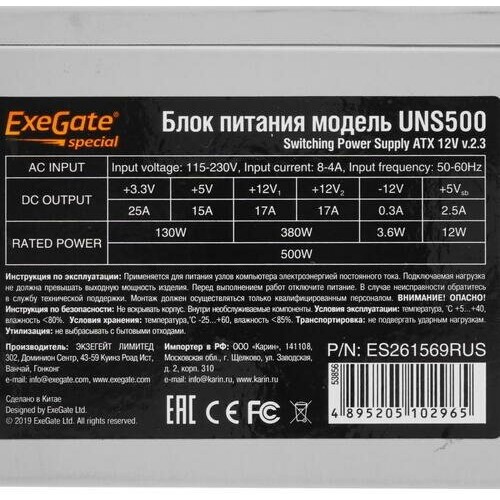 ExeGate®
special
Блок питания модель UNS500
Switching Power Supply ATX 12V v.2.3
AC INPUT Input voltage: 115-230V, Input current: 8-4A, Input frequency: 50-60Hz
DC OUTPUT +3.3V +5V +12V1 +12V2 -12V +5Vsb
25A 15A 17A 17A 0.3A 2.5A
RATED POWER 130W 380W 3.6W 12W
500W
Инструкция по эксплуатации: Применяется для питания узлов компьютера электроэнергией постоянного тока. Подключаемая нагрузка
не должна превышать выходную мощность изделия. Перед выполнением работ отключите питание. В случае неисправности обратитесь
в службу технической поддержки. Монтаж должен осуществляться только квалифицированным персоналом. ВНИМАНИЕ! ОПАСНО!
Инструкция по безопасности: Не вскрывать корпус. Внутри необслуживаемые компоненты. Условия эксплуатации: температура,°C +5...+40,
влажность <80%. Условия хранения: температура,°C -25...+60, влажность <85%. Транспортировка: не подвергать ударным нагрузкам.
Утилизация: не выбрасывать с бытовыми отходами.
Производитель: ЭКЗЕГЕЙТ ЛИМИТЕД
302, Доминион Сентр, 43-59 Куинз Роад Ист,
Ванчай, Гонконг
e-mail: info@exegate.com, www.exegate.com
Импортер в РФ: ООО «Карин», 141108,
Московская обл., г. Щелково, ул. Заводская,
д. 2, корп. 310
e-mail: info@karin.ru, www.karin.ru
P/N: ES261569RUS
Сделано в Китае
Designed by ExeGate Ltd.
© 2019 ExeGate Ltd. All rights reserved.
EAC CE FC
53856
4 895205 102965